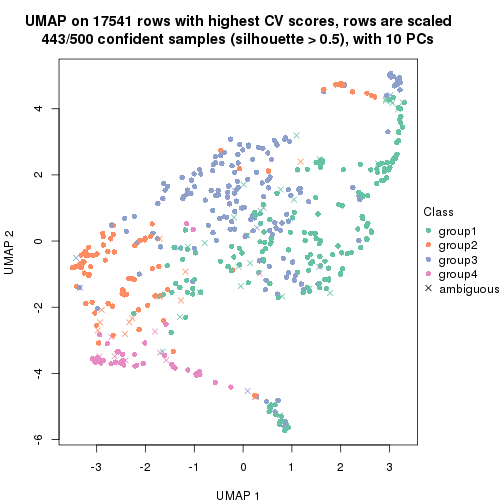 UMAP on 17541 rows with highest CV scores, rows are scaled
443/500 confident samples (silhouette > 0.5), with 10 PCs
4
2
0
-2
-4
-6
UMAP 2
-3
-2
-1
0
1
2
3
UMAP 1
Class
group1
group2
group3
group4
ambiguous